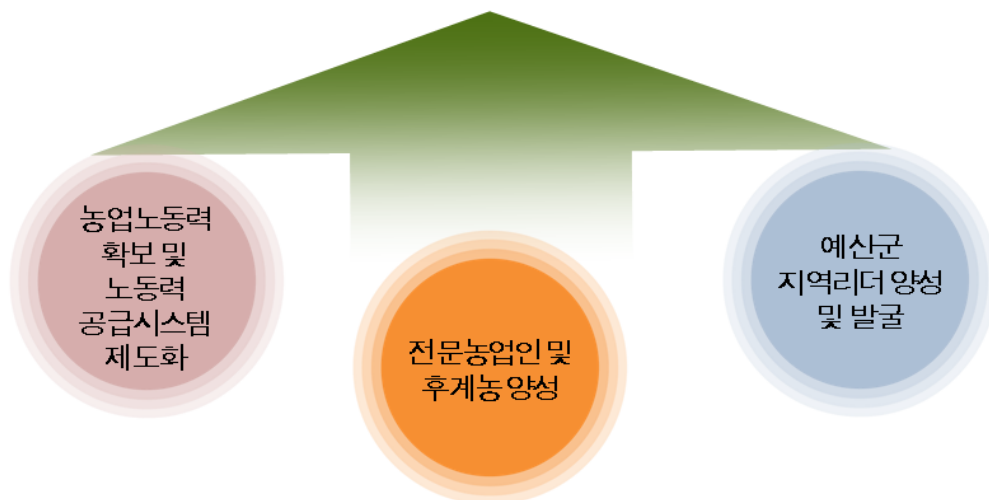 농업노동력
확보 및
노동력
공급시스템
제도화
전문농업인 및
후계농 양성
예산군
지역리더 양성
및 발굴